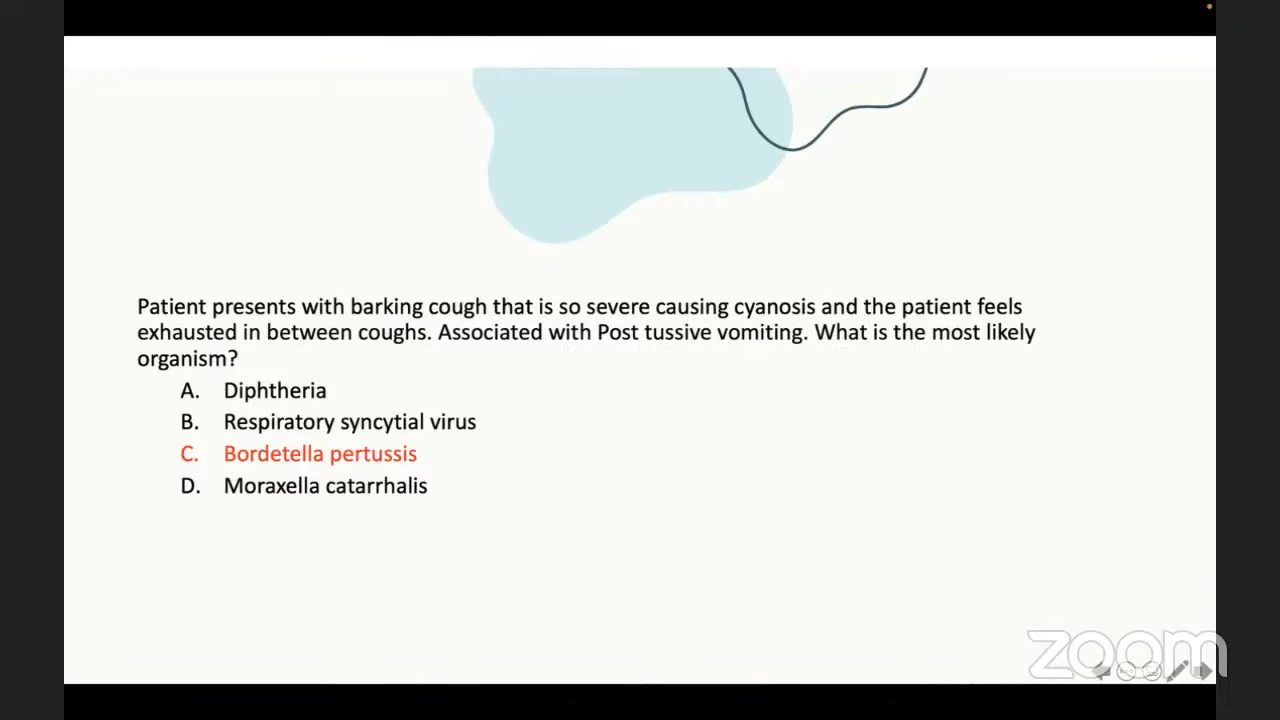 Patient presents with barking cough that is so severe causing cyanosis and the patient feels
exhausted in between coughs. Associated with Post tussive vomiting. What is the most likely
organism?
A. Diphtheria
B. Respiratory syncytial virus
C. Bordetella pertussis
D. Moraxella catarrhalis
zoom